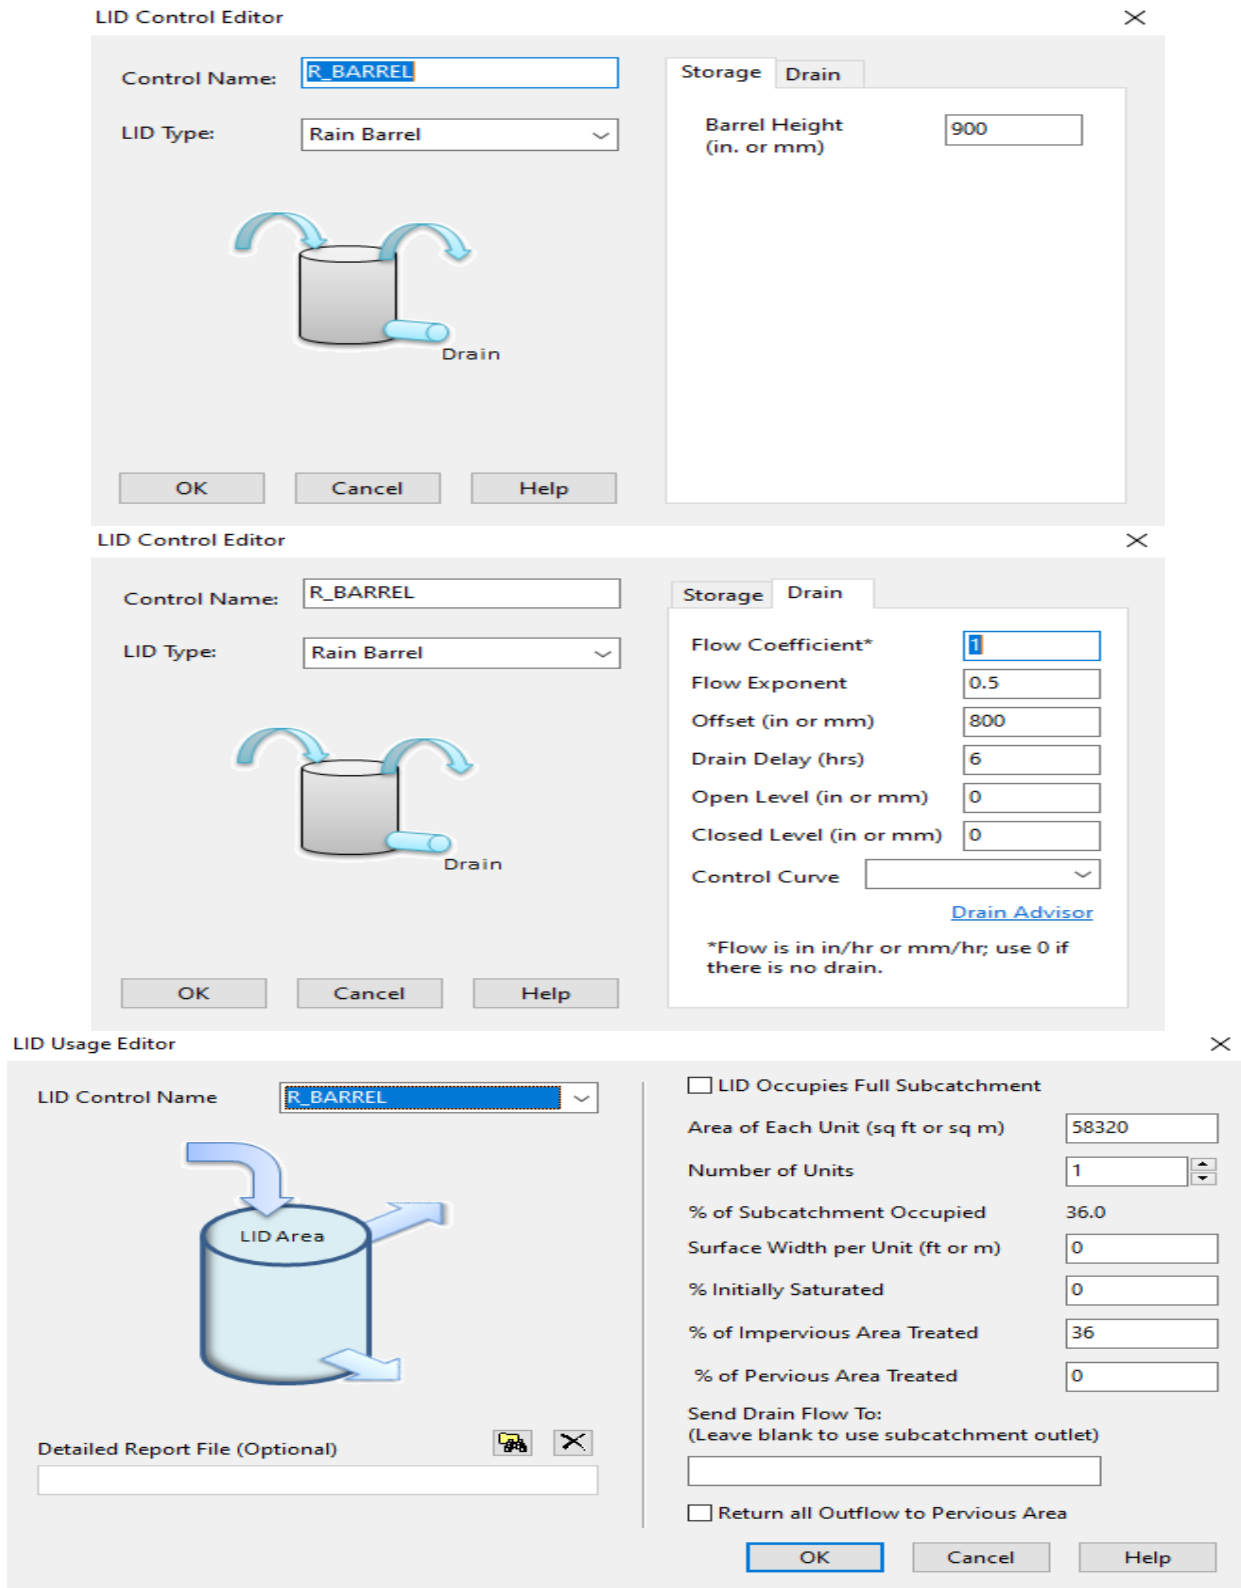 LID Control Editor
Control Name: R_BARREL
LID Type: Rain Barrel
Drain
OK Cancel Help
Storage Drain
Barrel Height 900
(in. or mm)
LID Control Editor
Control Name: R_BARREL
LID Type: Rain Barrel
Drain
OK Cancel Help
Storage Drain
Flow Coefficient* 1
Flow Exponent 0.5
Offset (in or mm) 800
Drain Delay (hrs) 6
Open Level (in or mm) 0
Closed Level (in or mm) 0
Control Curve
Drain Advisor
*Flow is in in/hr or mm/hr; use 0 if
there is no drain.
LID Usage Editor
LID Control Name R_BARREL
LID Area
Detailed Report File (Optional)
LID Occupies Full Subcatchment
Area of Each Unit (sq ft or sq m) 58320
Number of Units 1
% of Subcatchment Occupied 36.0
Surface Width per Unit (ft or m) 0
% Initially Saturated 0
% of Impervious Area Treated 36
% of Pervious Area Treated 0
Send Drain Flow To:
(Leave blank to use subcatchment outlet)
Return all Outflow to Pervious Area
OK Cancel Help